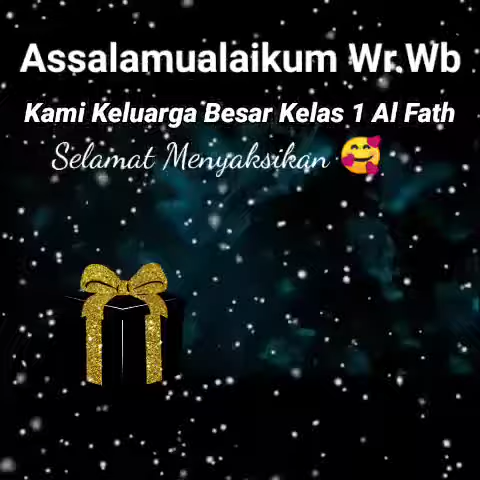 Assalamualaikum Wr.Wb
Kami Keluarga Besar Kelas 1 Al Fath
Selamat Menyaksikan 🥰